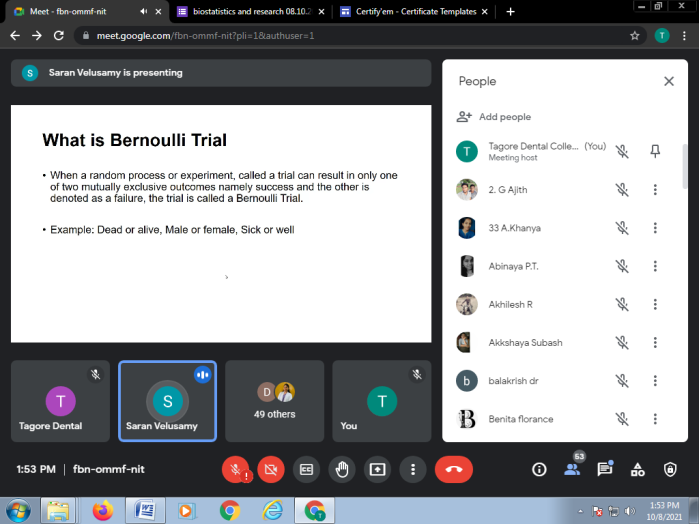 Meet - fbn-ommf-nit
biostatistics and research 08.10.2
Certify'em - Certificate Templates
meet.google.com/fbn-ommf-nit?pli=1&authuser=1
T
S
Saran Velusamy is presenting
What is Bernoulli Trial
• When a random process or experiment, called a trial can result in only one
of two mutually exclusive outcomes namely success and the other is
denoted as a failure, the trial is called a Bernoulli Trial.
• Example: Dead or alive, Male or female, Sick or well
T
Tagore Dental
S
Saran Velusamy
D
49 others
T
You
People
Add people
T
Tagore Dental Colle... (You)
Meeting host
2. G Ajith
33 A.Khanya
Abinaya P.T.
Akhilesh R
Akkshaya Subash
b
balakrish dr
B
Benita florance
1:53 PM | fbn-ommf-nit
CC
53
1:53 PM
10/8/2021